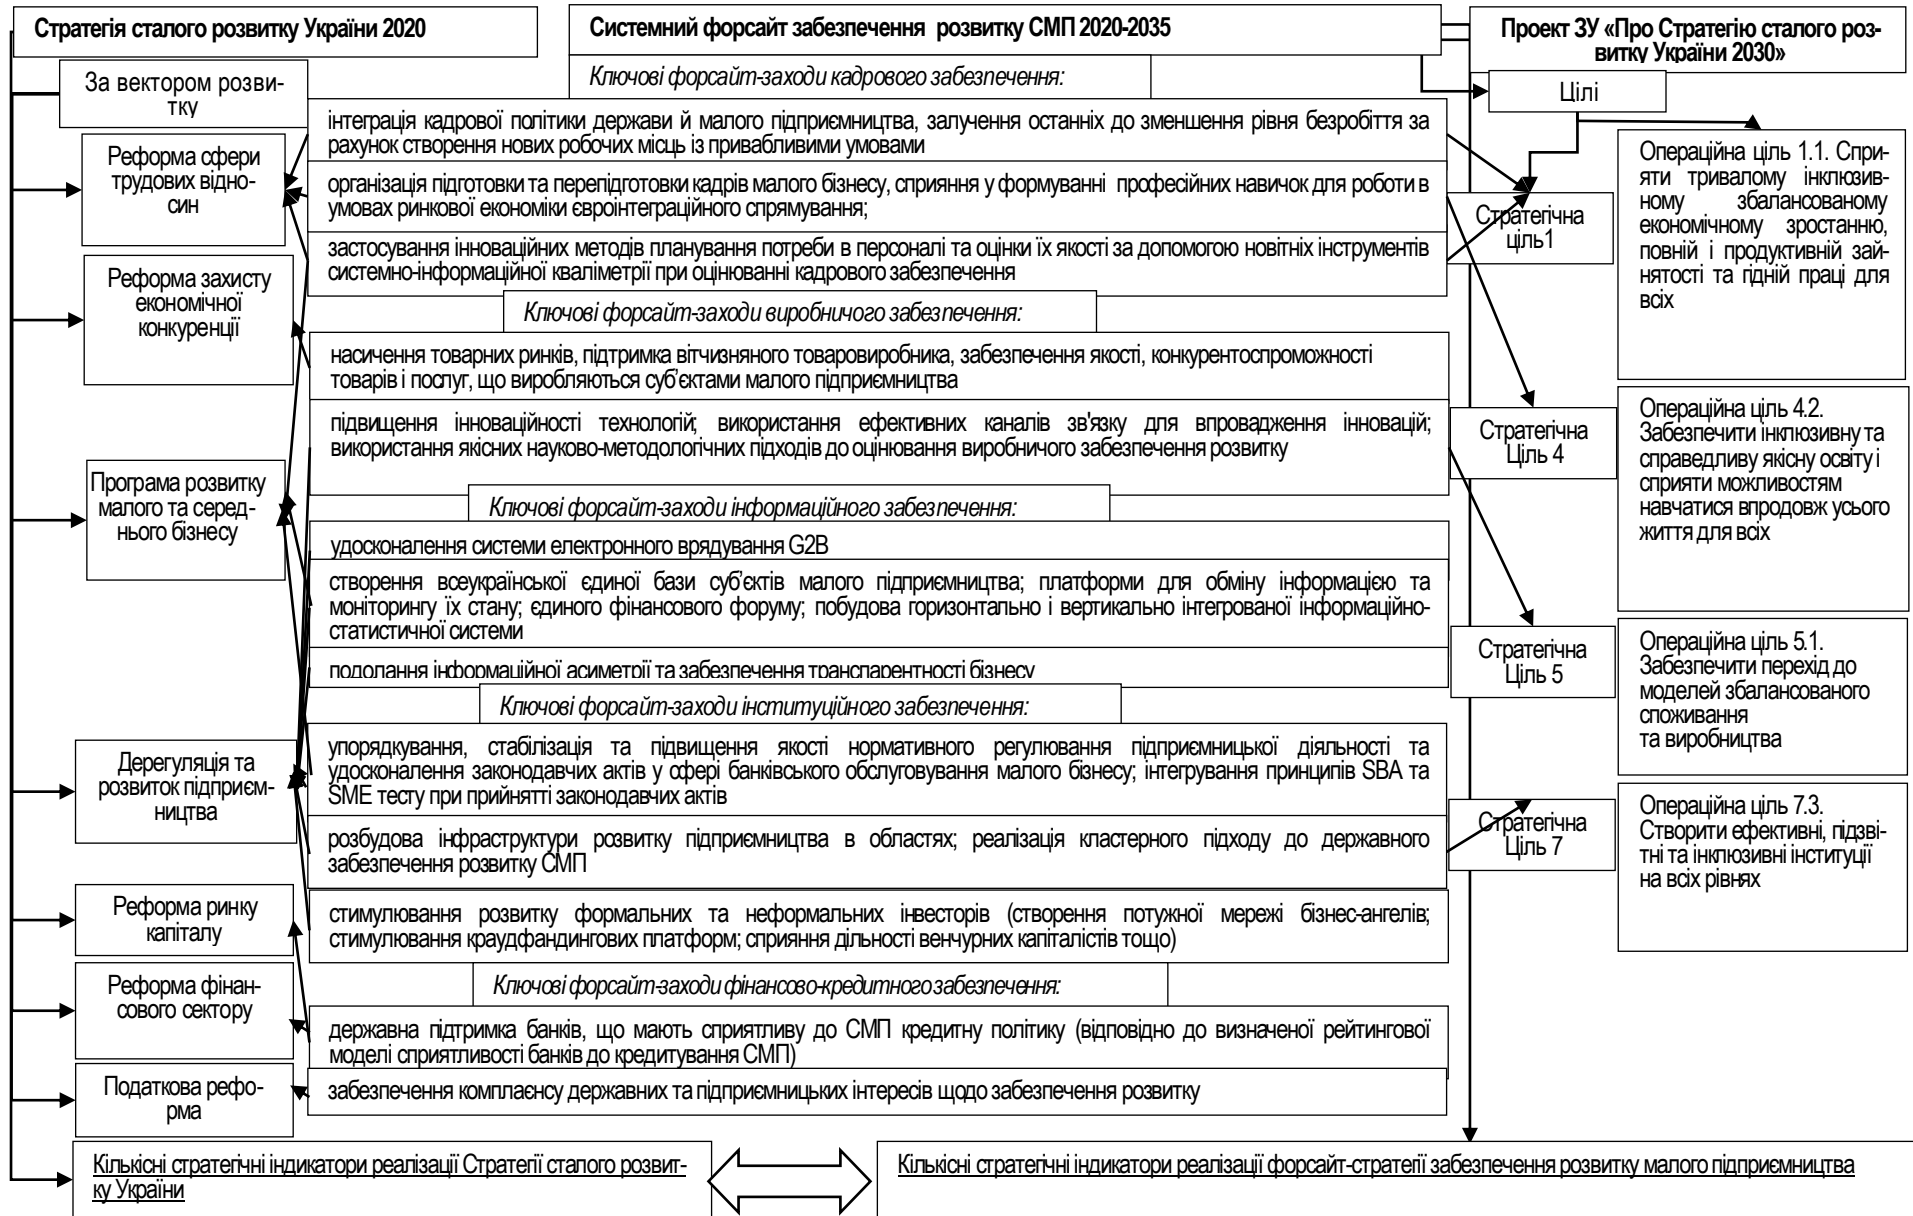 Стратегія сталого розвитку України 2020
Системний форсайт забезпечення розвитку СМП 2020-2035
Проект ЗУ «Про Стратегію сталого роз-
витку України 2030»
За вектором розви-
тку
Реформа сфери
трудових відно-
син
Реформа захисту
економічної
конкуренції
Програма розвитку
малого та серед-
нього бізнесу
Дерегуляція та
розвиток підприєм-
ництва
Реформа ринку
капіталу
Реформа фінан-
сового сектору
Податкова рефо-
рма
Ключові форсайт-заходи кадрового забезпечення:
інтеграція кадрової політики держави й малого підприємництва, залучення останніх до зменшення рівня безробіття за
рахунок створення нових робочих місць із привабливими умовами
організація підготовки та перепідготовки кадрів малого бізнесу, сприяння у формуванні професійних навичок для роботи в
умовах ринкової економіки євроінтеграційного спрямування;
застосування інноваційних методів планування потреби в персоналі та оцінки їх якості за допомогою новітніх інструментів
системно-інформаційної кваліметрії при оцінюванні кадрового забезпечення
Ключові форсайт-заходи виробничого забезпечення:
насичення товарних ринків, підтримка вітчизняного товаровиробника, забезпечення якості, конкурентоспроможності
товарів і послуг, що виробляються суб’єктами малого підприємництва
підвищення інноваційності технологій; використання ефективних каналів зв'язку для впровадження інновацій;
використання якісних науково-методологічних підходів до оцінювання виробничого забезпечення розвитку
Ключові форсайт-заходи інформаційного забезпечення:
удосконалення системи електронного врядування G2B
створення всеукраїнської єдиної бази суб’єктів малого підприємництва; платформи для обміну інформацією та
моніторингу їх стану; єдиного фінансового форуму; побудова горизонтально і вертикально інтегрованої інформаційно-
статистичної системи
подолання інформаційної асиметрії та забезпечення транспарентності бізнесу
Ключові форсайт-заходи інституційного забезпечення:
упорядкування, стабілізація та підвищення якості нормативного регулювання підприємницької діяльності та
удосконалення законодавчих актів у сфері банківського обслуговування малого бізнесу; інтегрування принципів SBA та
SME тесту при прийнятті законодавчих актів
розбудова інфраструктури розвитку підприємництва в областях; реалізація кластерного підходу до державного
забезпечення розвитку СМП
стимулювання розвитку формальних та неформальних інвесторів (створення потужної мережі бізнес-ангелів;
стимулювання краудфандингових платформ; сприяння дільності венчурних капіталістів тощо)
Ключові форсайт-заходи фінансово-кредитного забезпечення:
державна підтримка банків, що мають сприятливу до СМП кредитну політику (відповідно до визначеної рейтингової
моделі сприятливості банків до кредитування СМП)
забезпечення комплаєнсу державних та підприємницьких інтересів щодо забезпечення розвитку
Цілі
Стратегічна
ціль1
Стратегічна
Ціль 4
Стратегічна
Ціль 5
Стратегічна
Ціль 7
Операційна ціль 1.1. Спри-
яти тривалому інклюзив-
ному збалансованому
економічному зростанню,
повній і продуктивній зай-
нятості та гідній праці для
всіх
Операційна ціль 4.2.
Забезпечити інклюзивну та
справедливу якісну освіту і
сприяти можливостям
навчатися впродовж усього
життя для всіх
Операційна ціль 5.1.
Забезпечити перехід до
моделей збалансованого
споживання
та виробництва
Операційна ціль 7.3.
Створити ефективні, підзві-
тні та інклюзивні інституції
на всіх рівнях
Кількісні стратегічні індикатори реалізації Стратегії сталого розвит-
ку України
Кількісні стратегічні індикатори реалізації форсайт-стратегії забезпечення розвитку малого підприємництва